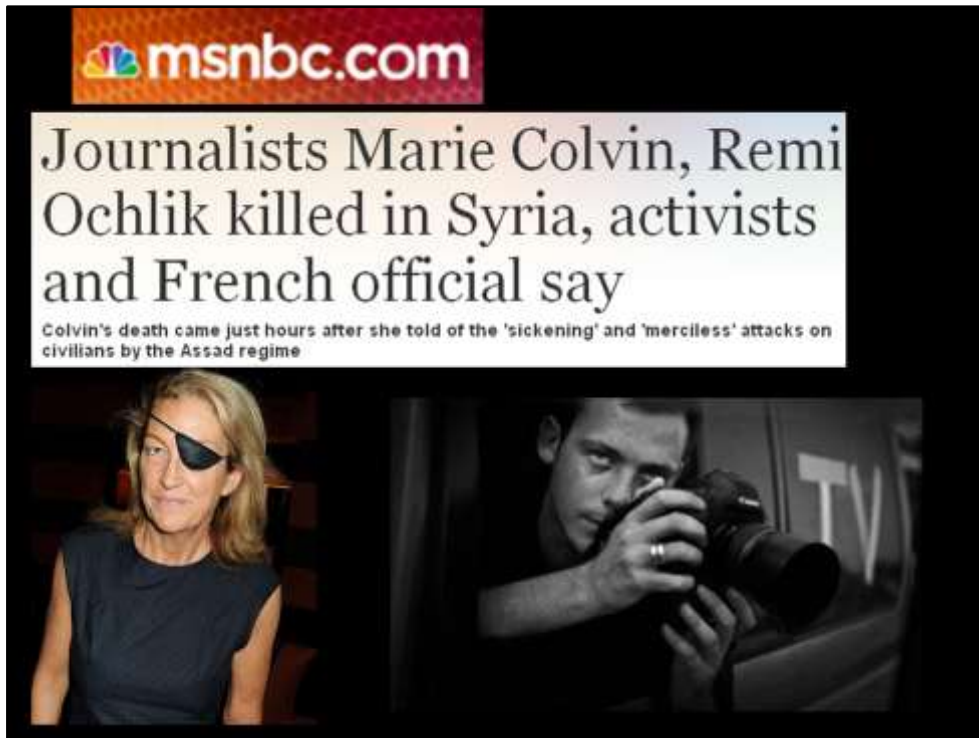 msnbc.com
Journalists Marie Colvin, Remi
Ochlik killed in Syria, activists
and French official say
Colvin's death came just hours after she told of the 'sickening' and 'merciless' attacks on
civilians by the Assad regime
TV
Canon